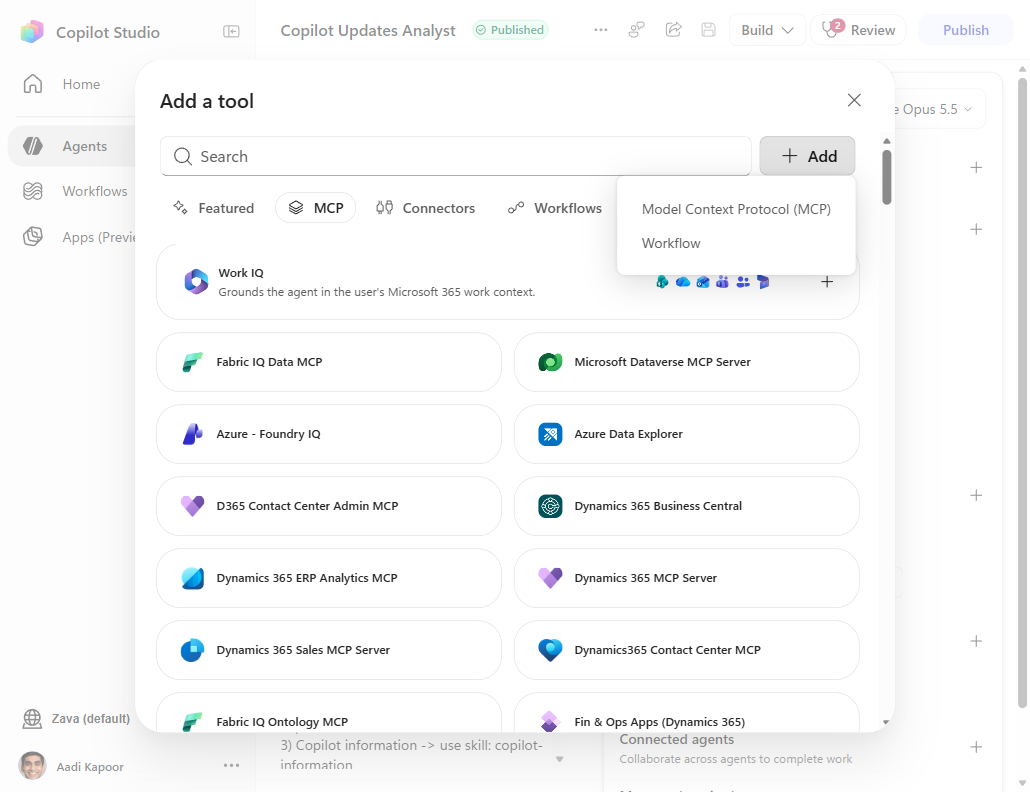 Copilot Studio
Copilot Updates Analyst
Published
Build
2
Review
Publish
Home
Agents
Workflows
Apps (Previe
Zava (default)
Aadi Kapoor
e Opus 5.5
Add a tool
Search
Add
Model Context Protocol (MCP)
Workflow
Featured
MCP
Connectors
Workflows
Work IQ
Grounds the agent in the user's Microsoft 365 work context.
Fabric IQ Data MCP
Microsoft Dataverse MCP Server
Azure - Foundry IQ
Azure Data Explorer
D365 Contact Center Admin MCP
Dynamics 365 Business Central
Dynamics 365 ERP Analytics MCP
Dynamics 365 MCP Server
Dynamics 365 Sales MCP Server
Dynamics365 Contact Center MCP
Fabric IQ Ontology MCP
Fin & Ops Apps (Dynamics 365)
3) Copilot information -> use skill: copilot-
information
Connected agents
Collaborate across agents to complete work